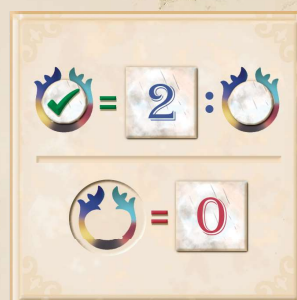 = 2 :
= 0